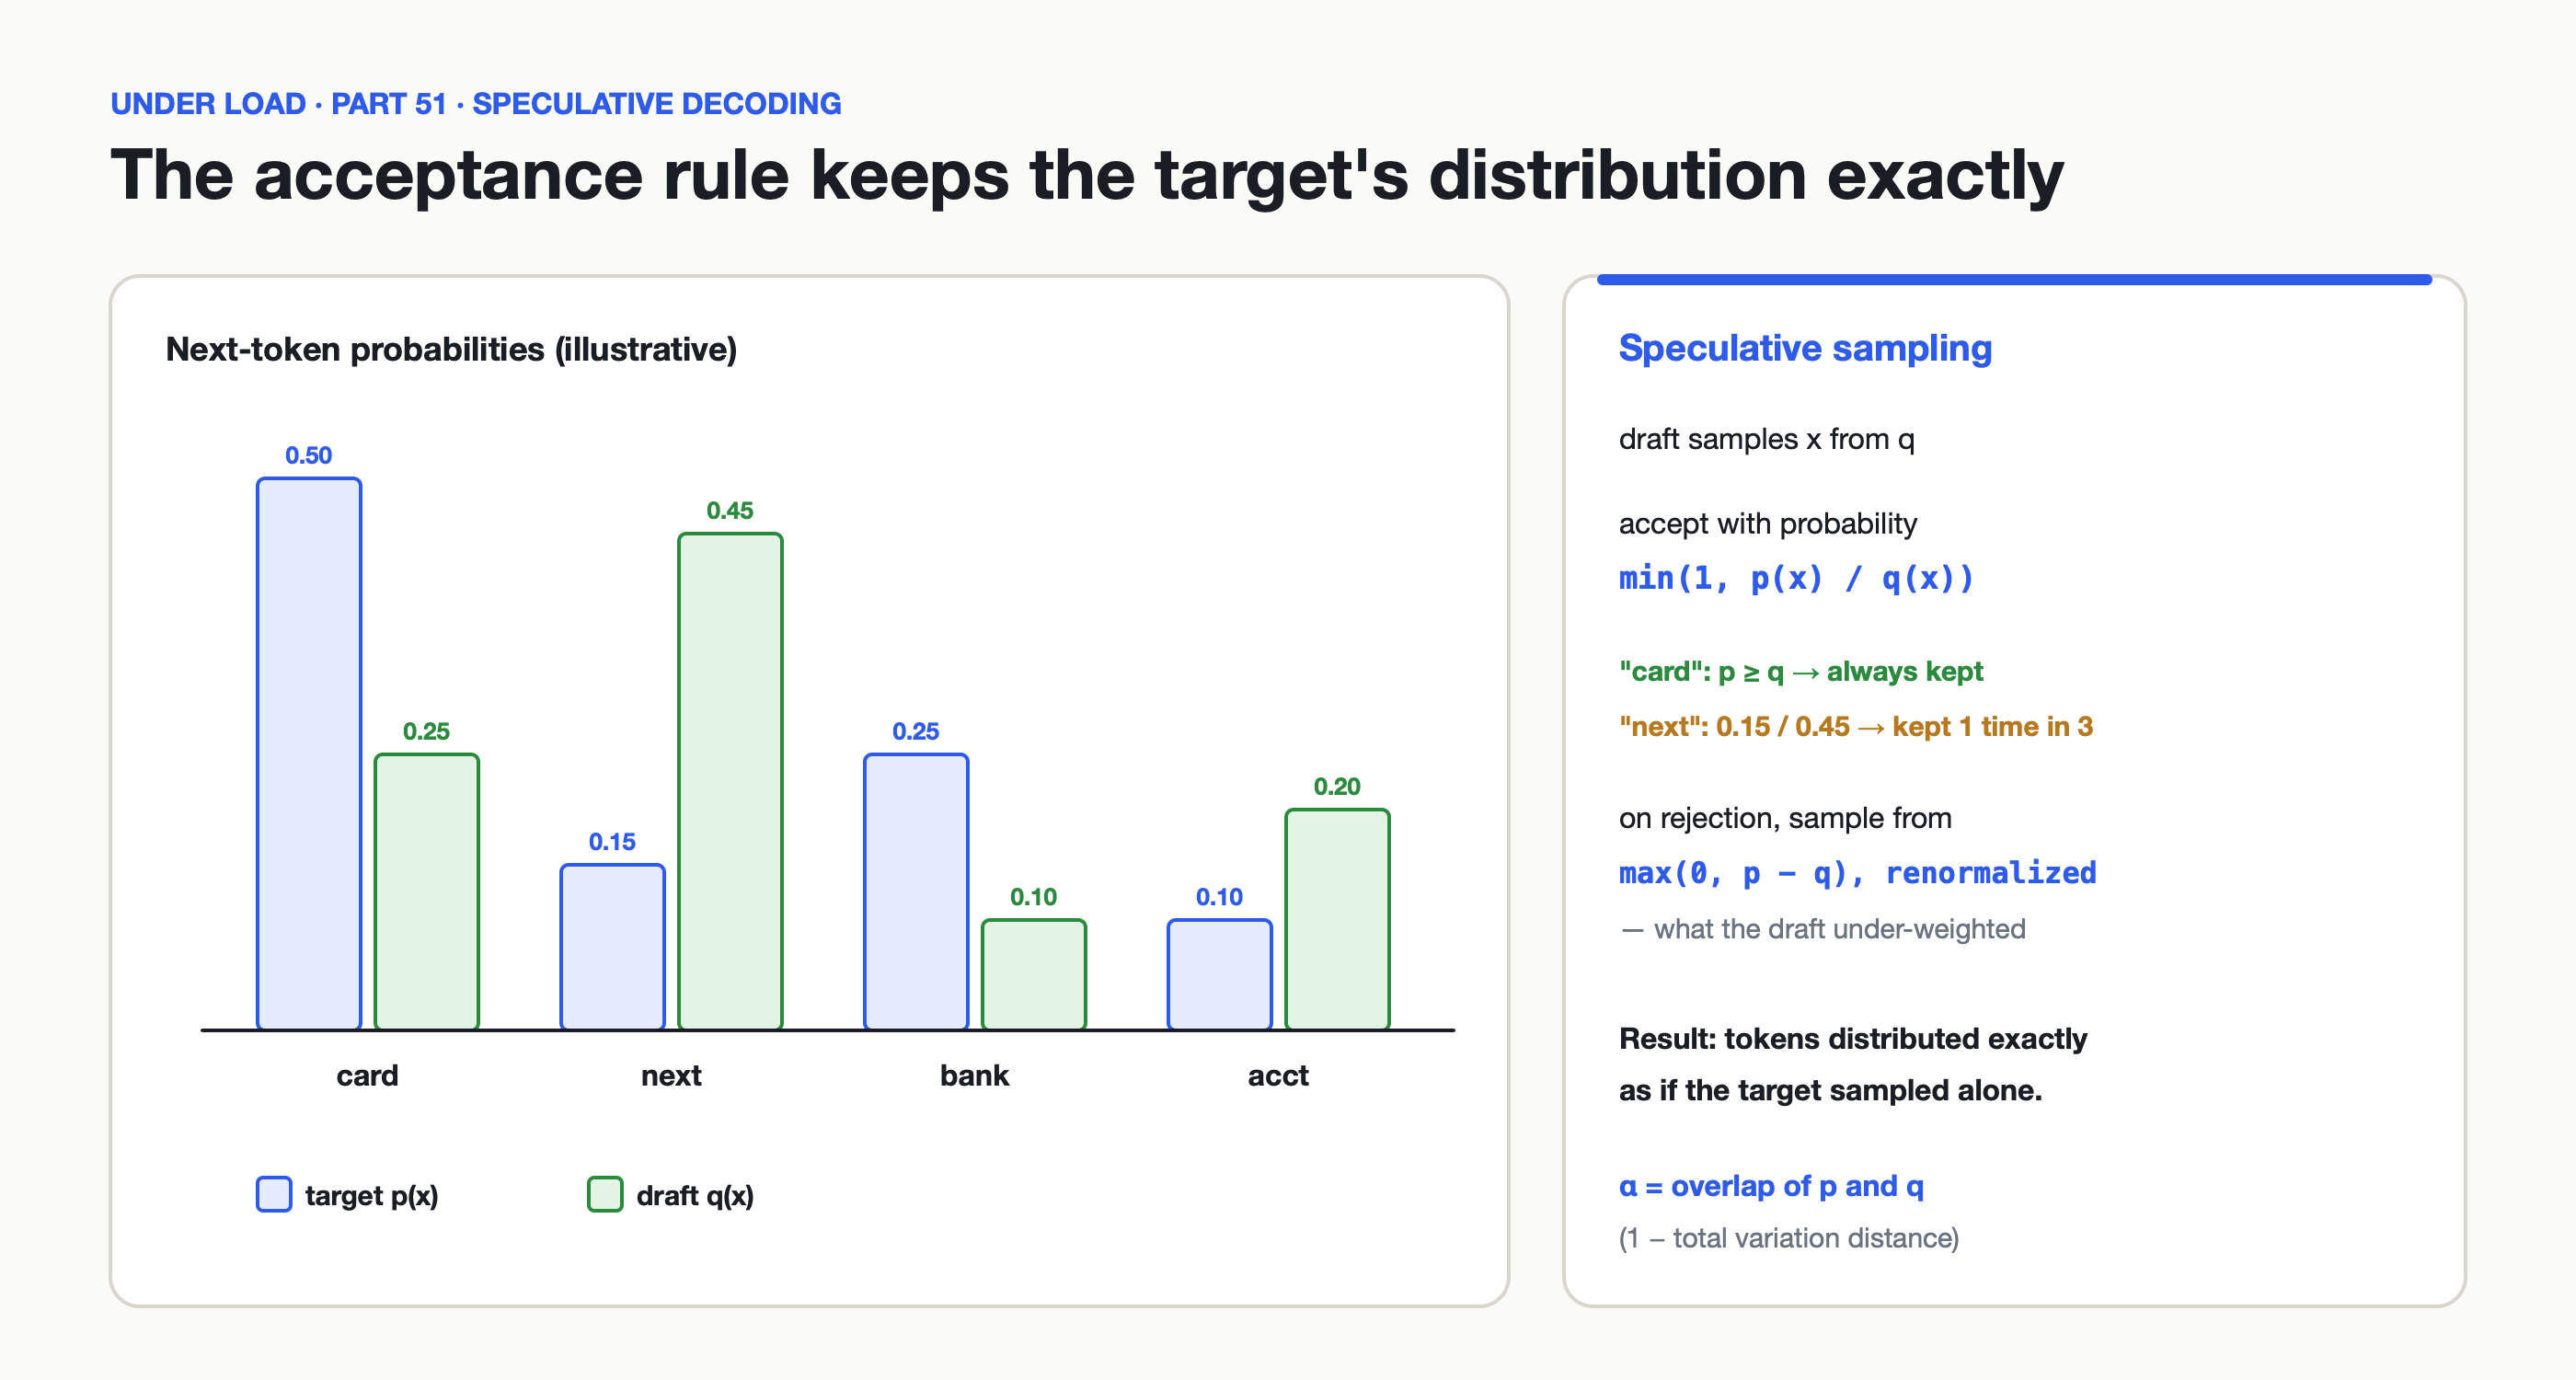 UNDER LOAD · PART 51 · SPECULATIVE DECODING
The acceptance rule keeps the target's distribution exactly
Next-token probabilities (illustrative)
0.50
0.25
0.15
0.45
0.25
0.10
0.10
0.20
card
next
bank
acct
target p(x)
draft q(x)
Speculative sampling
draft samples x from q
accept with probability
min(1, p(x) / q(x))
"card": p ≥ q → always kept
"next": 0.15 / 0.45 → kept 1 time in 3
on rejection, sample from
max(0, p − q), renormalized
— what the draft under-weighted
Result: tokens distributed exactly
as if the target sampled alone.
α = overlap of p and q
(1 − total variation distance)